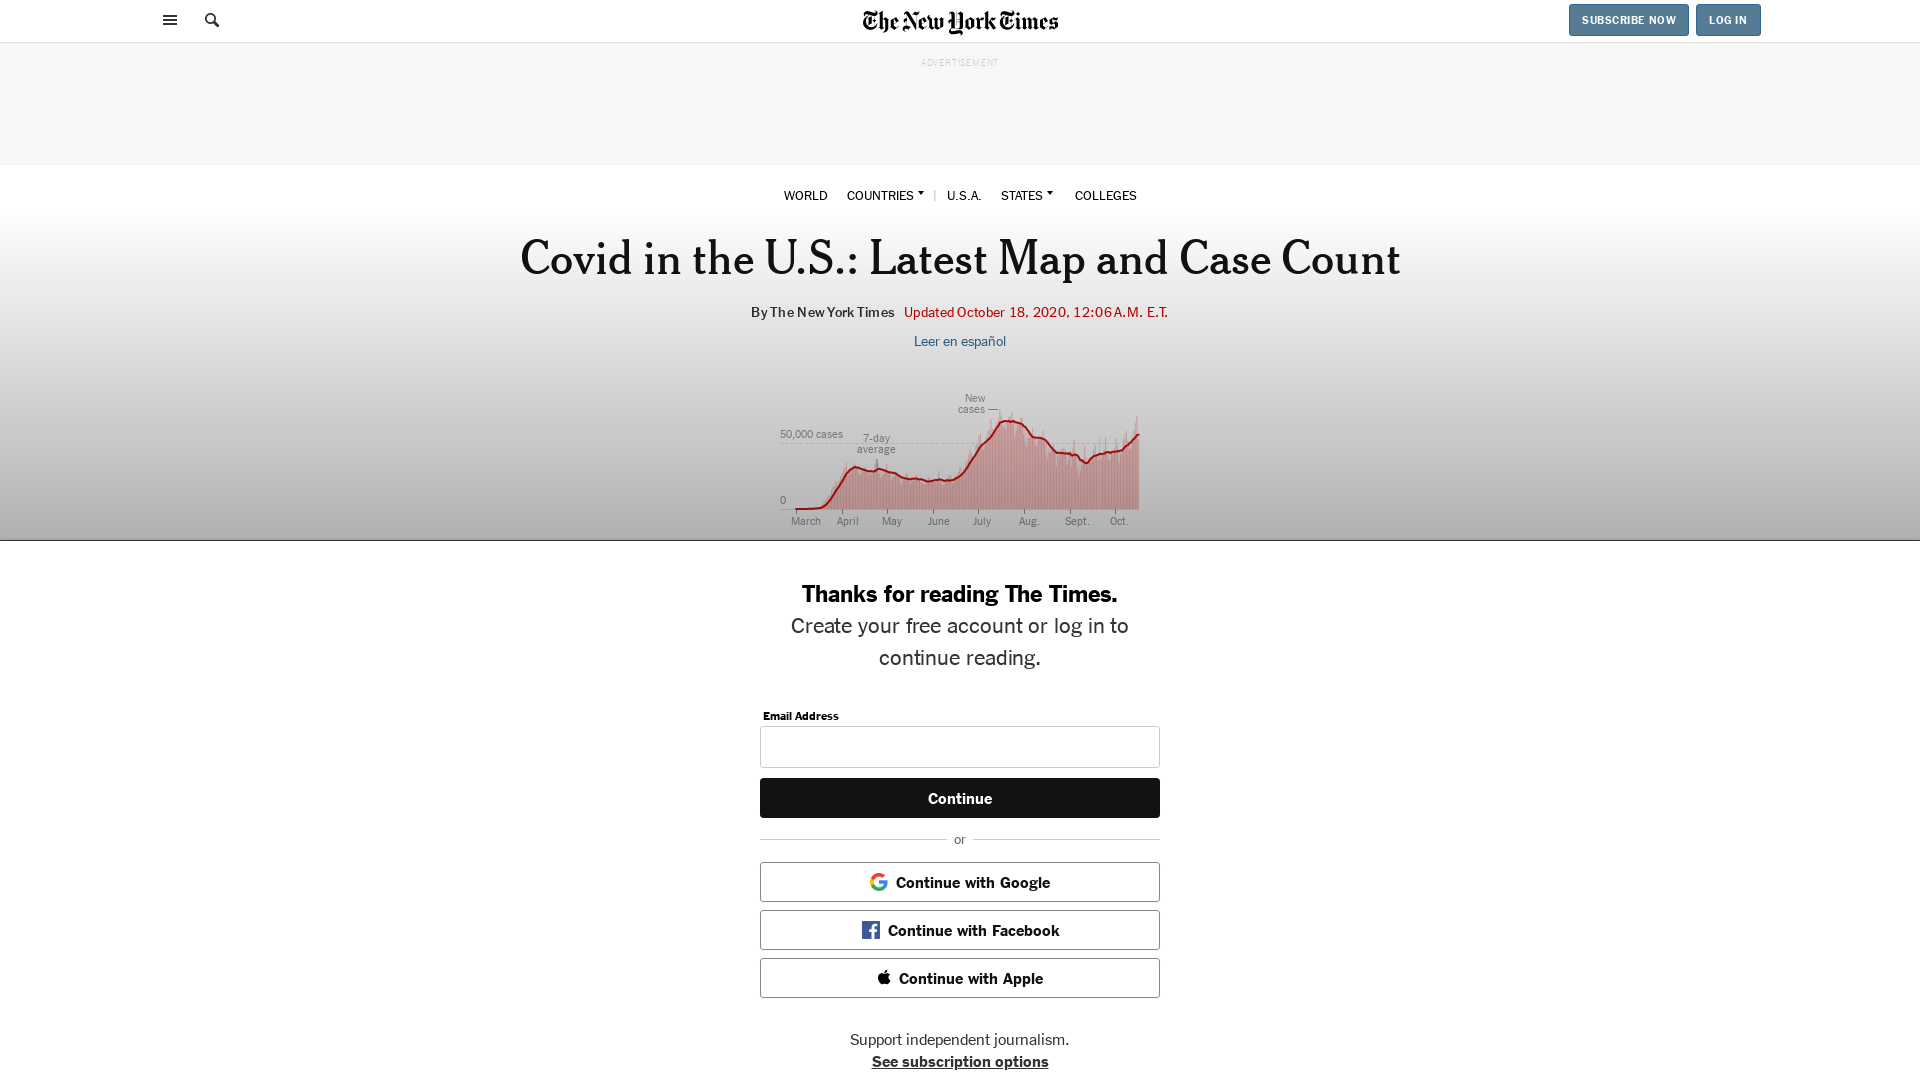 The New York Times
SUBSCRIBE NOW
LOG IN
ADVERTISEMENT
WORLD COUNTRIES U.S.A. STATES COLLEGES
Covid in the U.S.: Latest Map and Case Count
By The New York Times Updated October 18, 2020, 12:06 A.M. E.T.
Leer en español
New
cases
50,000 cases
7-day
average
0
March April May June July Aug. Sept. Oct.
Thanks for reading The Times.
Create your free account or log in to
continue reading.
Email Address
Continue
or
Continue with Google
Continue with Facebook
Continue with Apple
Support independent journalism.
See subscription options